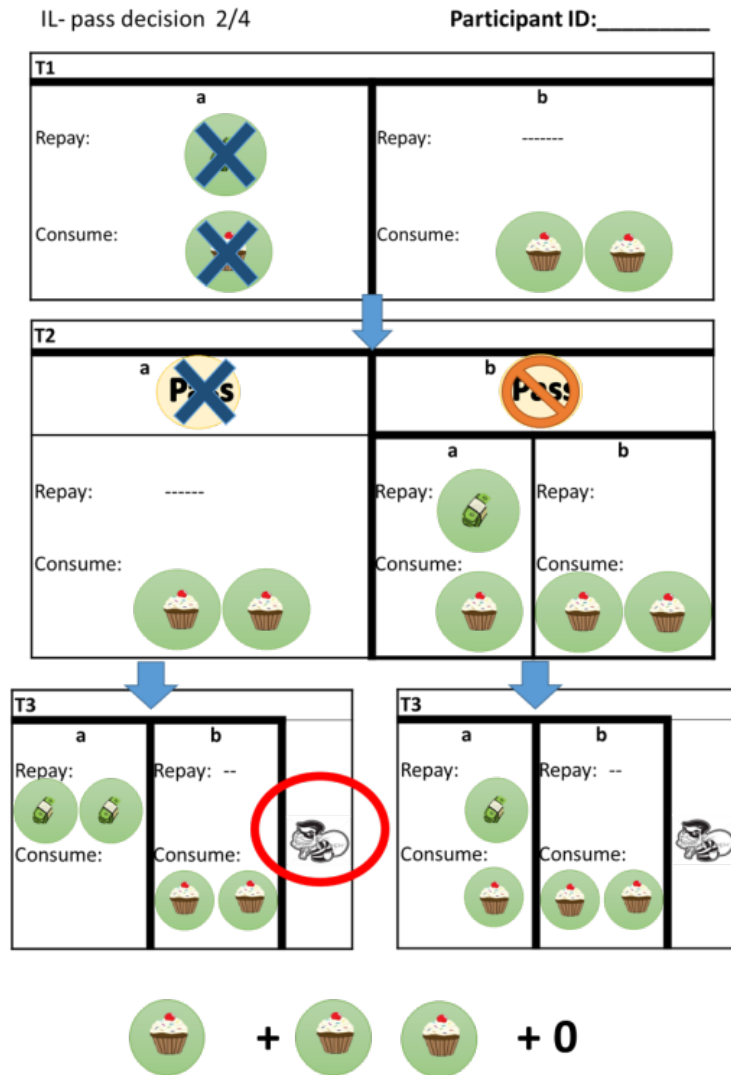 IL- pass decision 2/4 Participant ID:_________
T1
a b
Repay: -------
Repay:
Consume:
Consume:
T2
a Pass b Pass
a b
Repay: ------
Repay: Repay:
Consume:
Consume: Consume:
T3 T3
a b a b
Repay: Repay: -- Repay: Repay: --
Consume: Consume: Consume: Consume:
+ + 0